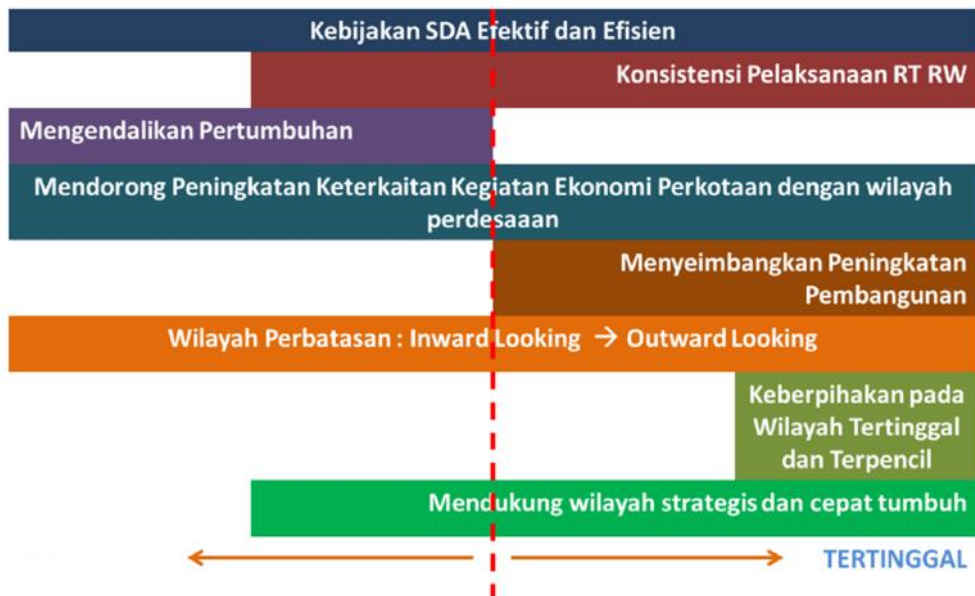 Kebijakan SDA Efektif dan Efisien
Konsistensi Pelaksanaan RT RW
Mengendalikan Pertumbuhan
Mendorong Peningkatan Keterkaitan Kegiatan Ekonomi Perkotaan dengan wilayah
perdesaaan
Menyeimbangkan Peningkatan
Pembangunan
Wilayah Perbatasan : Inward Looking → Outward Looking
Keberpihakan pada
Wilayah Tertinggal
dan Terpencil
Mendukung wilayah strategis dan cepat tumbuh
TERTINGGAL